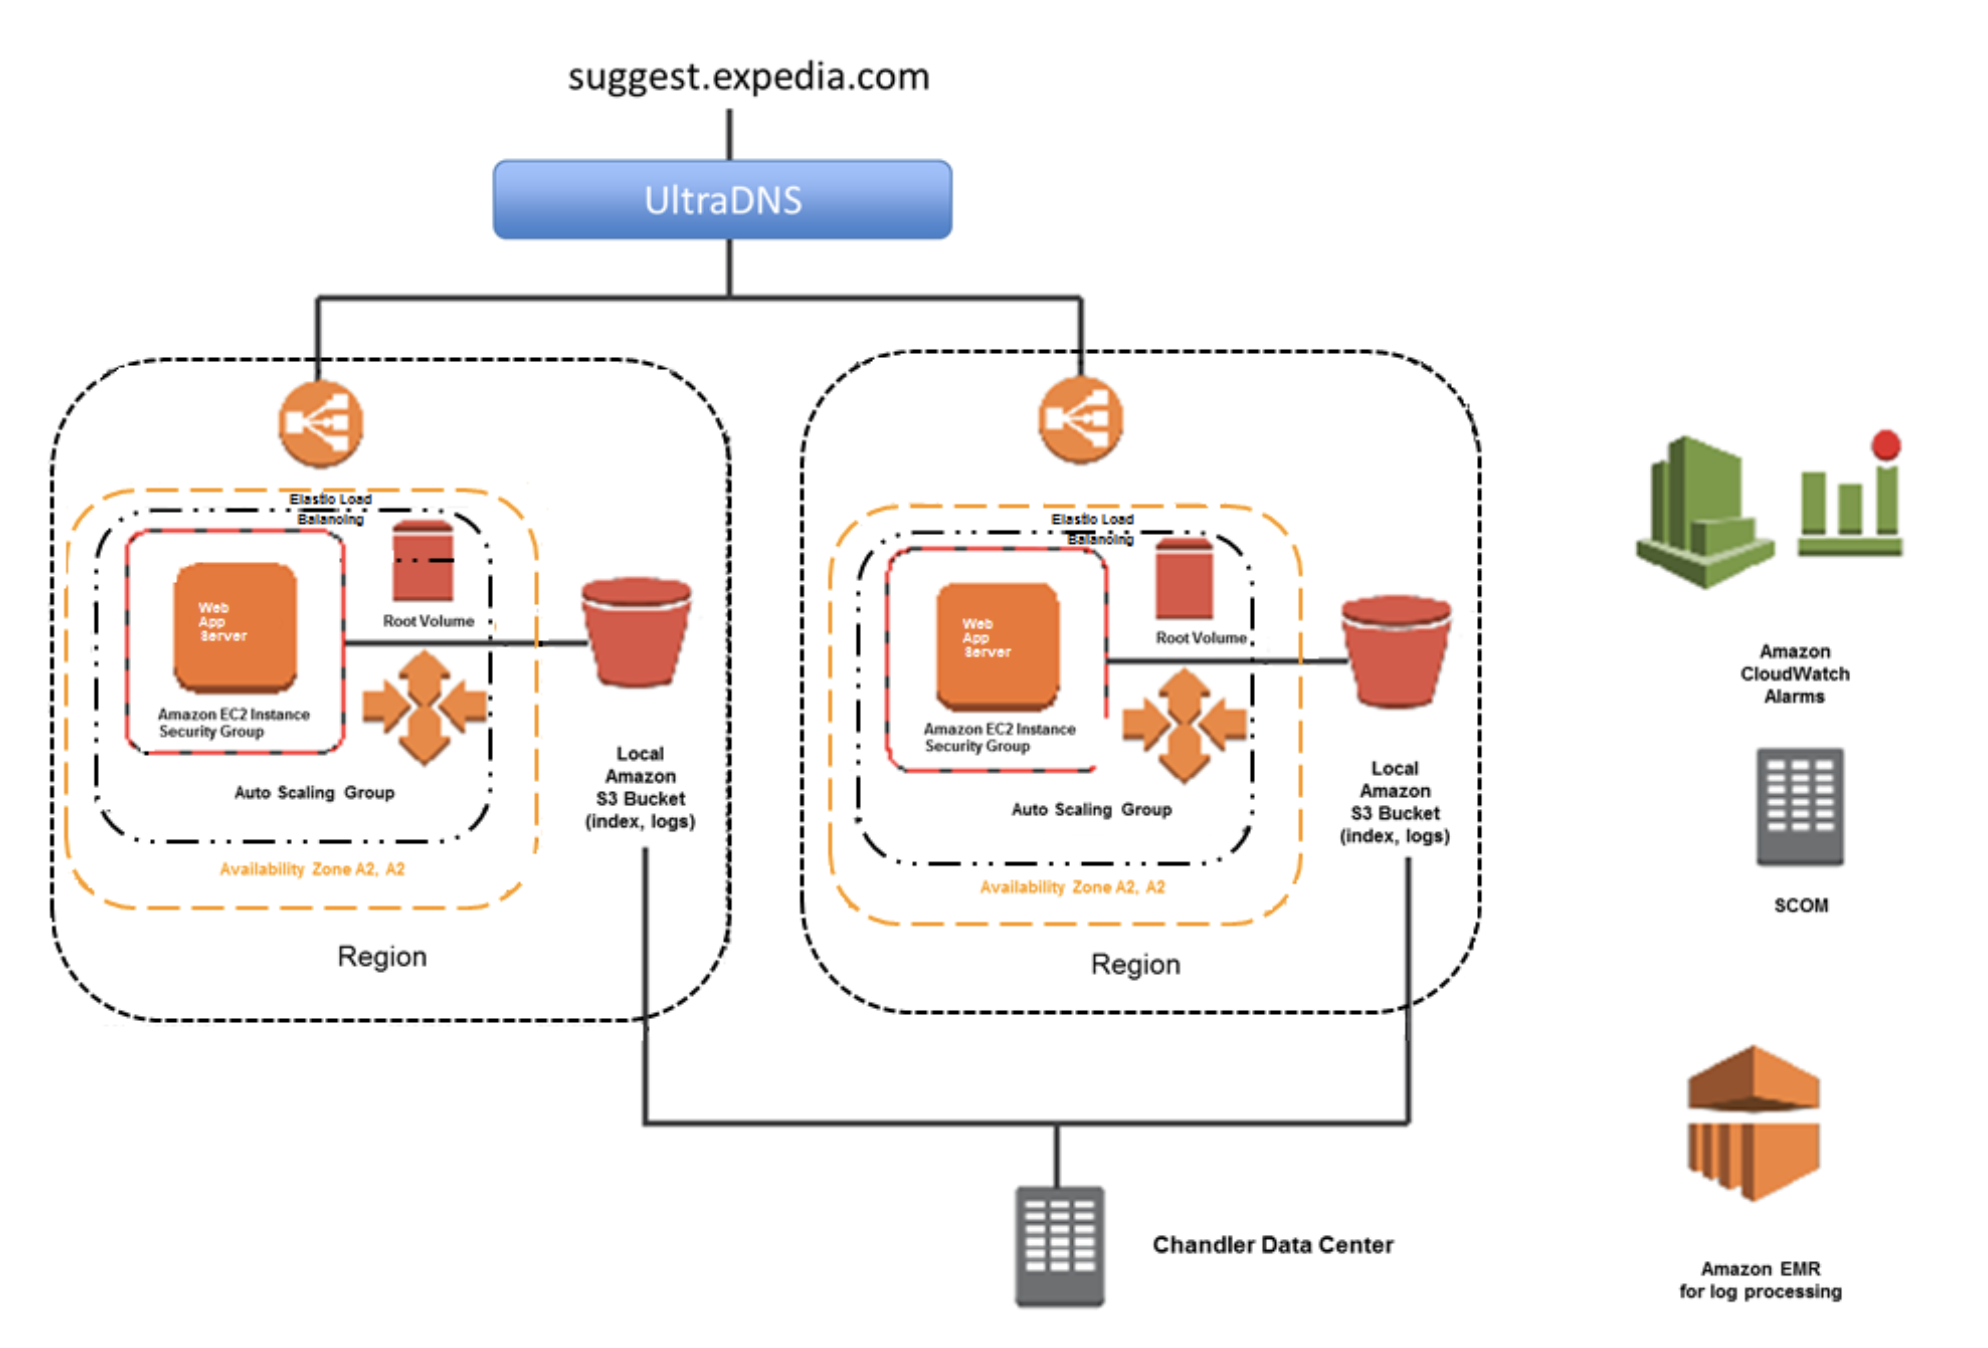 suggest.expedia.com
UltraDNS
Elastic Load
Balancing
Web
App
Server
Root Volume
Amazon EC2 Instance
Security Group
Auto Scaling Group
Availability Zone A2, A2
Region
Local
Amazon
S3 Bucket
(index, logs)
Elastic Load
Balancing
Web
App
Server
Root Volume
Amazon EC2 Instance
Security Group
Auto Scaling Group
Availability Zone A2, A2
Region
Local
Amazon
S3 Bucket
(index, logs)
Amazon
CloudWatch
Alarms
SCOM
Chandler Data Center
Amazon EMR
for log processing